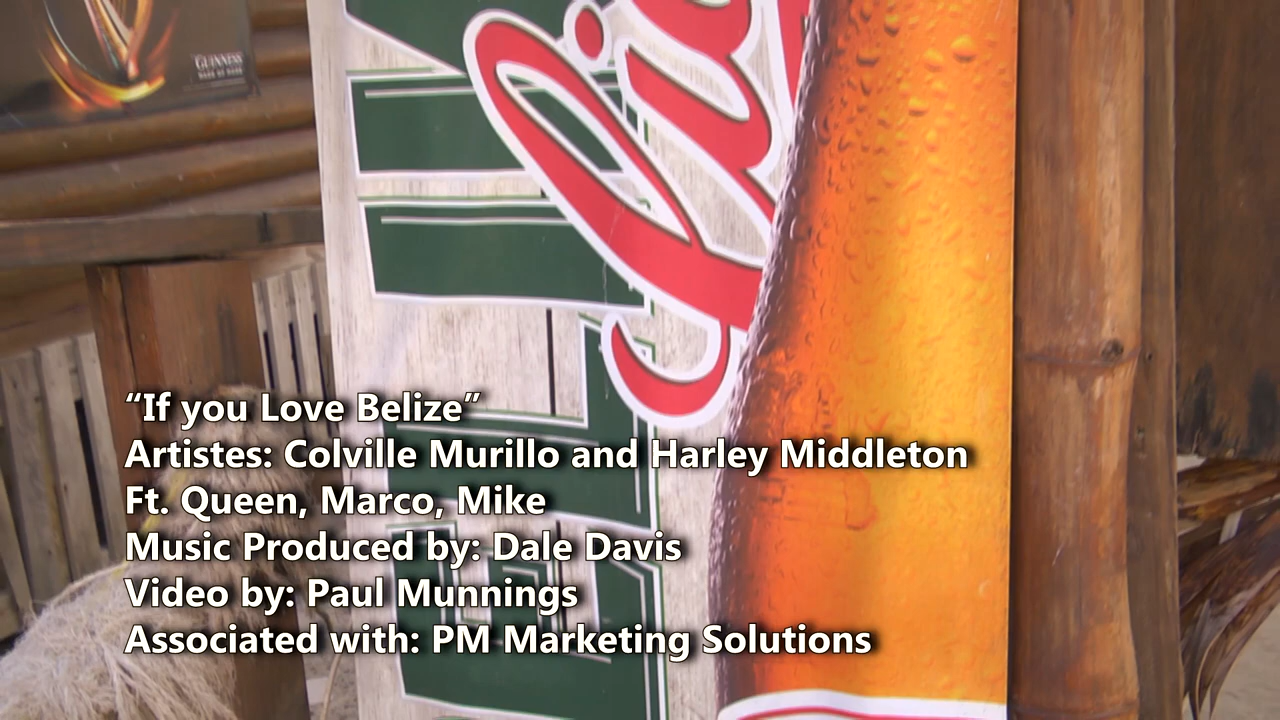 GUINNESS
“If you Love Belize”
Artistes: Colville Murillo and Harley Middleton
Ft. Queen, Marco, Mike
Music Produced by: Dale Davis
Video by: Paul Munnings
Associated with: PM Marketing Solutions